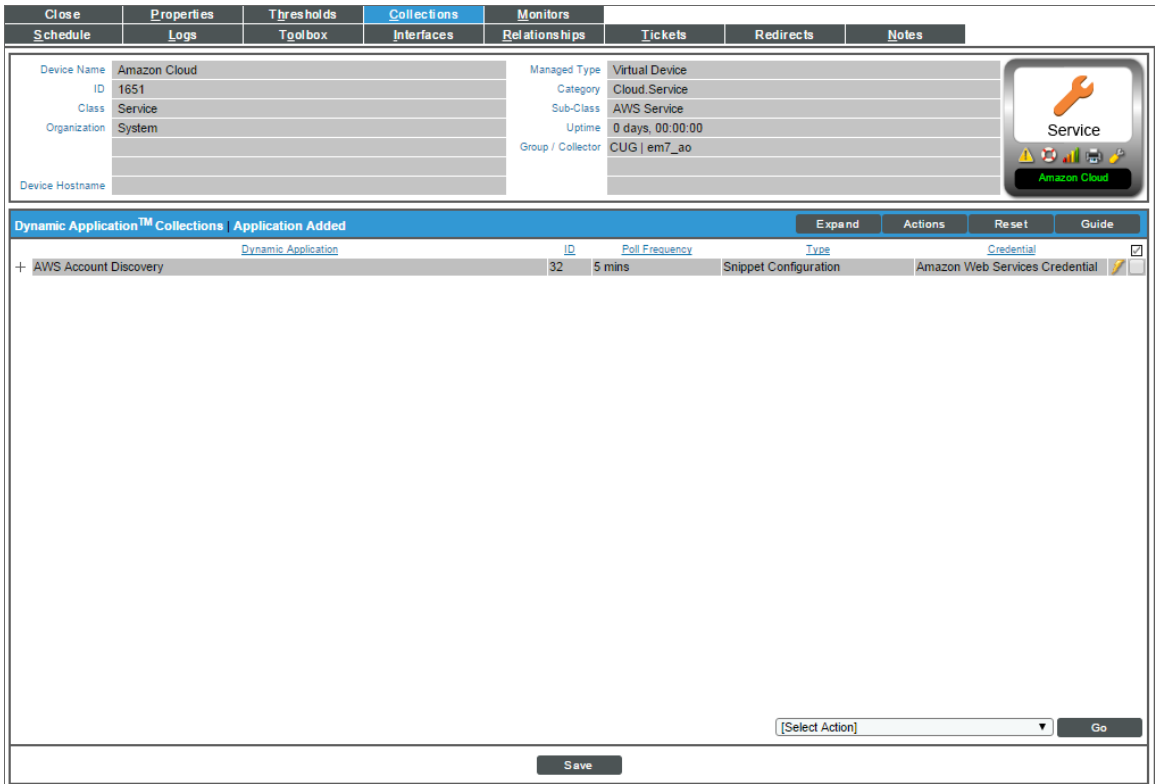 Close Properties Thresholds Collections Monitors
Schedule Logs Toolbox Interfaces Relationships Tickets Redirects Notes
Device Name Amazon Cloud Managed Type Virtual Device
ID 1651 Category Cloud.Service
Class Service Sub-Class AWS Service
Organization System Uptime 0 days, 00:00:00
Group / Collector CUG | em7_ao
Device Hostname
Service
Amazon Cloud
Dynamic Application™ Collections | Application Added Expand Actions Reset Guide
Dynamic Application ID Poll Frequency Type Credential
+ AWS Account Discovery 32 5 mins Snippet Configuration Amazon Web Services Credential
[Select Action] Go
Save